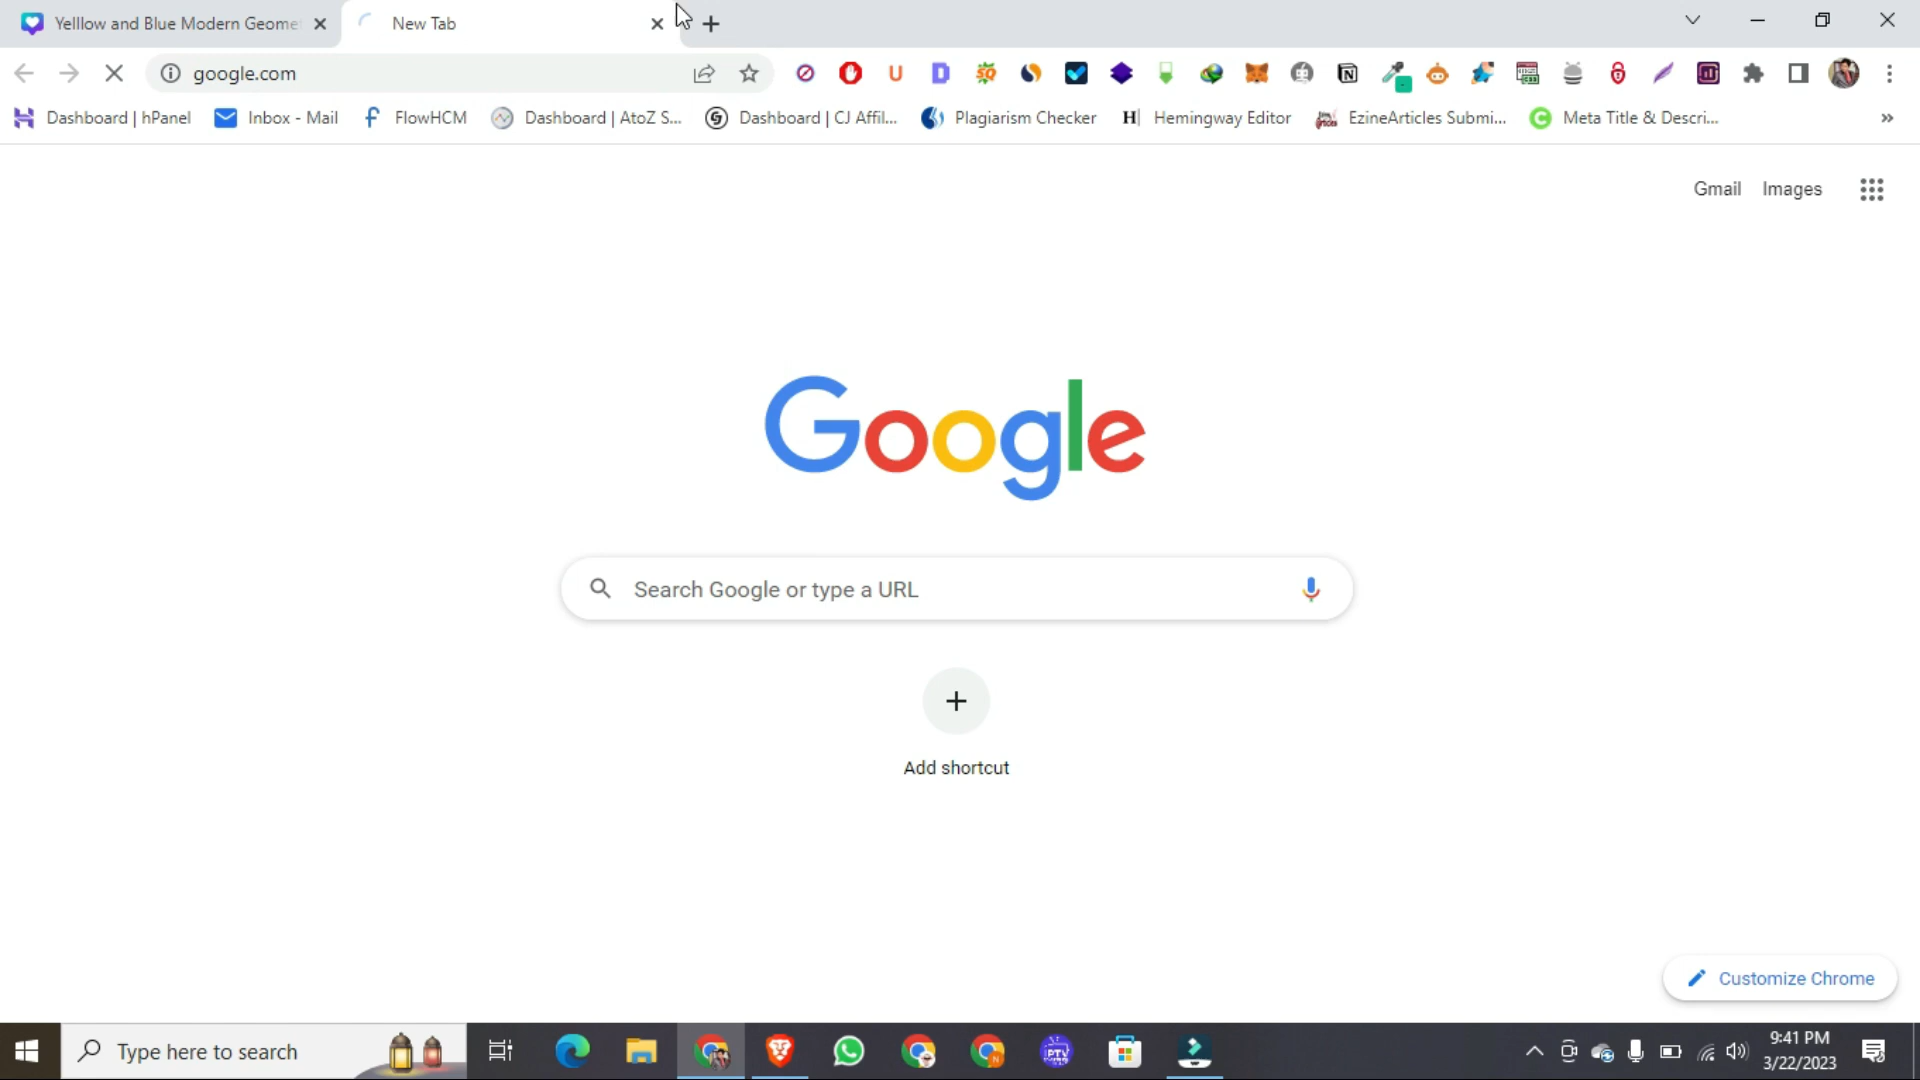 Yelllow and Blue Modern Geome
New Tab
google.com
Dashboard | hPanel
Inbox - Mail
FlowHCM
Dashboard | AtoZ S...
Dashboard | CJ Affil...
Plagiarism Checker
Hemingway Editor
EzineArticles Submi...
Meta Title & Descri...
Gmail
Images
Google
Search Google or type a URL
Add shortcut
Customize Chrome
Type here to search
9:41 PM
3/22/2023